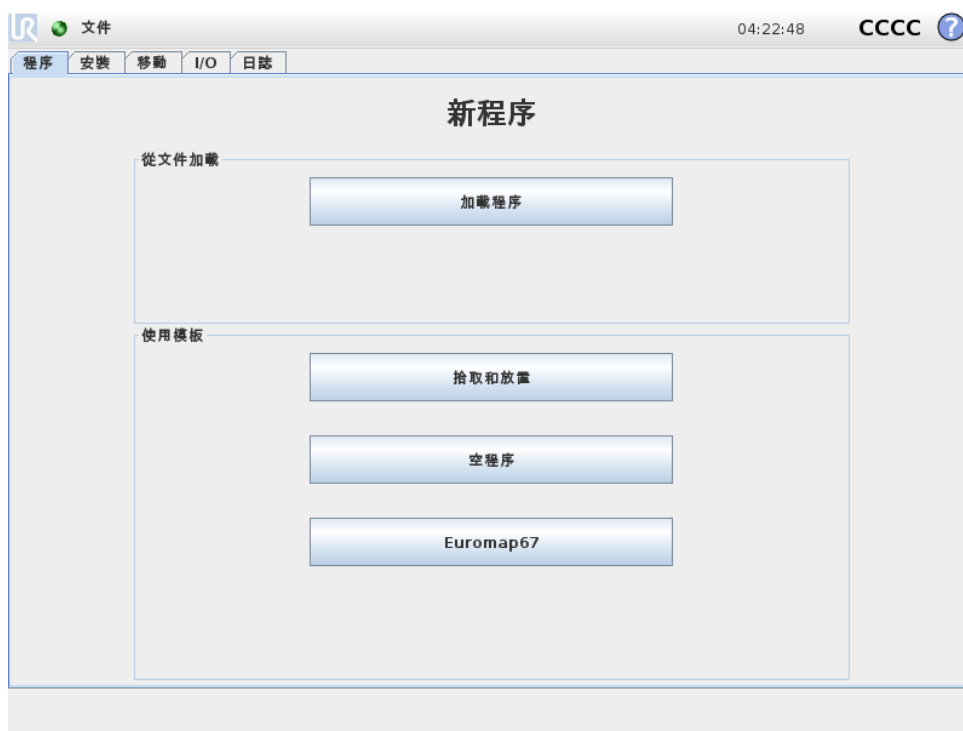 UR 文件 04:22:48 CCCC ?
程序 安裝 移動 I/O 日誌
新程序
從文件加載
加載程序
使用模板
拾取和放置
空程序
Euromap67